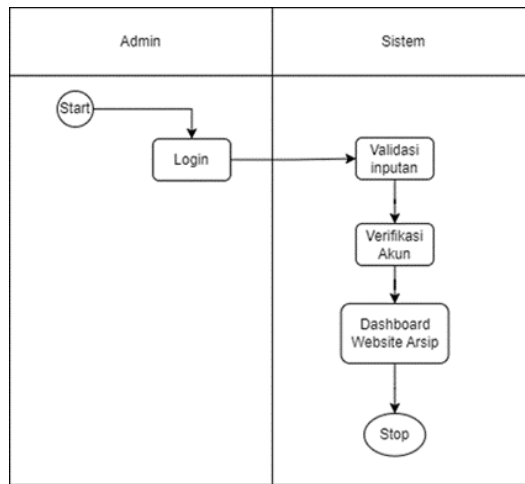 Admin
Sistem
Start
Login
Validasi
inputan
Verifikasi
Akun
Dashboard
Website Arsip
Stop